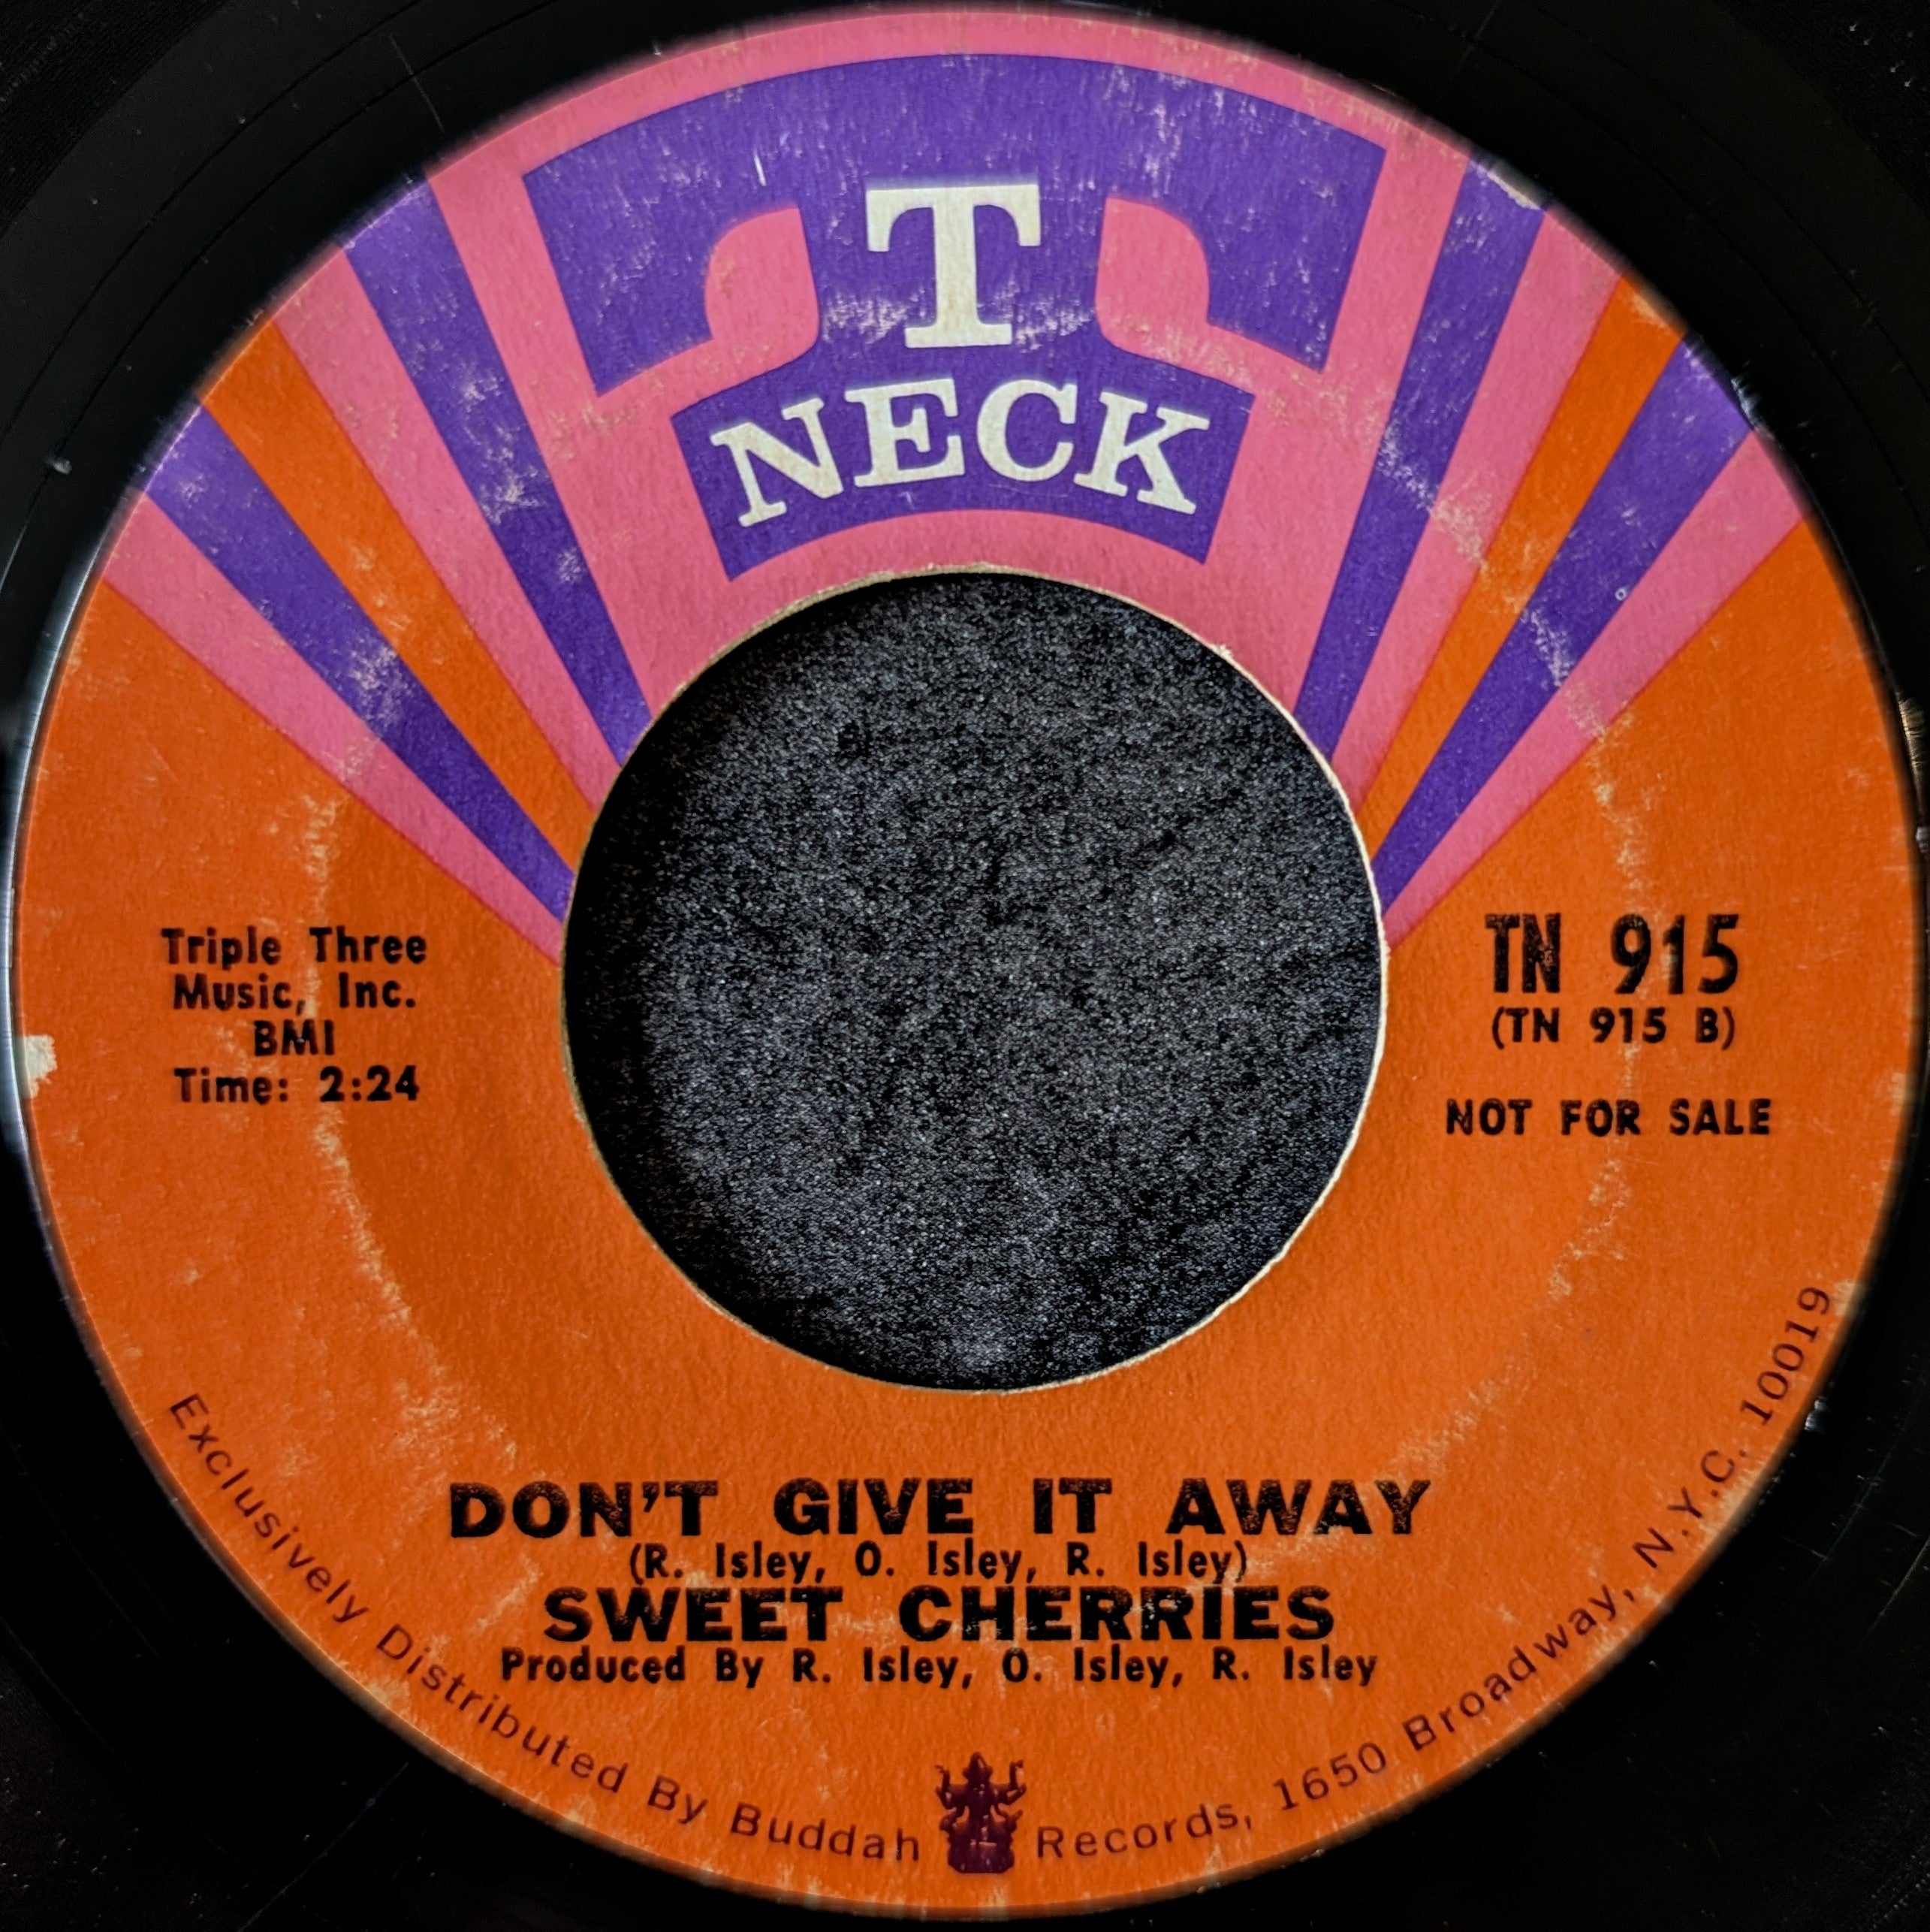 T
NECK
Triple Three
Music, Inc.
BMI
Time: 2:24
TN 915
(TN 915 B)
NOT FOR SALE
DON'T GIVE IT AWAY
(R. Isley, O. Isley, R. Isley)
SWEET CHERRIES
Produced By R. Isley, O. Isley, R. Isley
Exclusively Distributed By Buddah Records, 1650 Broadway, N.Y.C. 10019